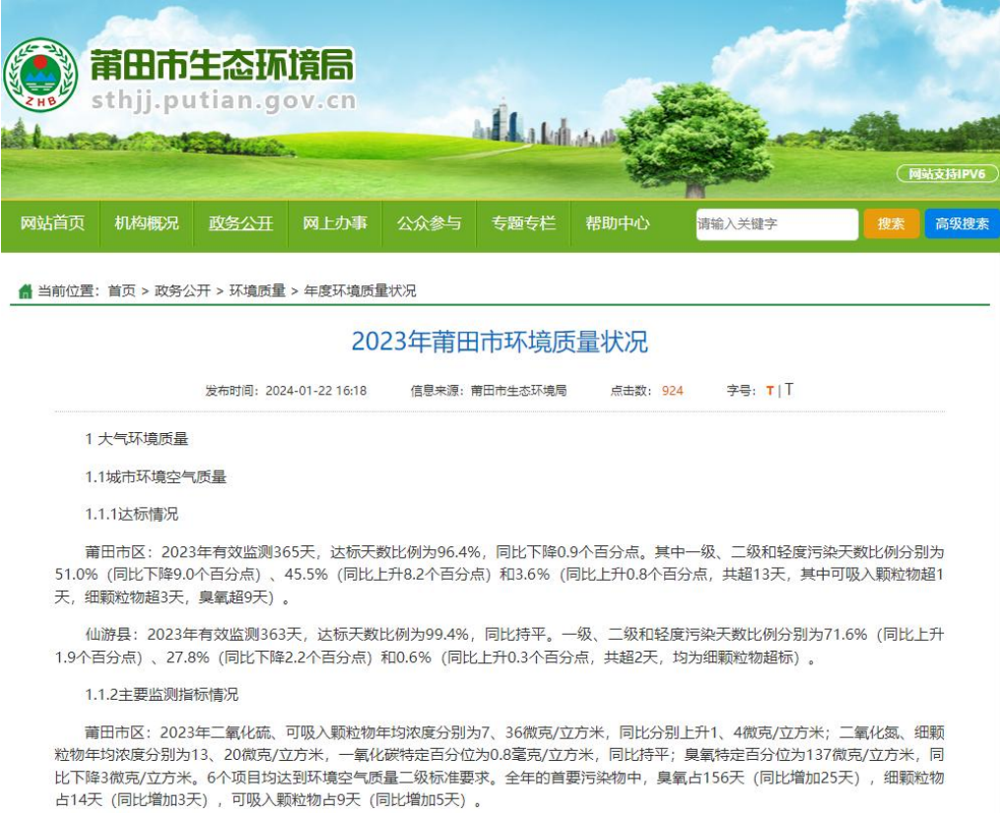 莆田市生态环境局
sthjj.putian.gov.cn
ZHB
网站支持IPV6
网站首页 机构概况 政务公开 网上办事 公众参与 专题专栏 帮助中心 请输入关键字 搜索 高级搜索
当前位置：首页 > 政务公开 > 环境质量 > 年度环境质量状况
2023年莆田市环境质量状况
发布时间：2024-01-22 16:18 信息来源：莆田市生态环境局 点击数：924 字号：T | T
1 大气环境质量
1.1城市环境空气质量
1.1.1达标情况
莆田市区：2023年有效监测365天，达标天数比例为96.4%，同比下降0.9个百分点。其中一级、二级和轻度污染天数比例分别为
51.0%（同比下降9.0个百分点）、45.5%（同比上升8.2个百分点）和3.6%（同比上升0.8个百分点，共超13天，其中可吸入颗粒物超1
天，细颗粒物超3天，臭氧超9天）。
仙游县：2023年有效监测363天，达标天数比例为99.4%，同比持平。一级、二级和轻度污染天数比例分别为71.6%（同比上升
1.9个百分点）、27.8%（同比下降2.2个百分点）和0.6%（同比上升0.3个百分点，共超2天，均为细颗粒物超标）。
1.1.2主要监测指标情况
莆田市区：2023年二氧化硫、可吸入颗粒物年均浓度分别为7、36微克/立方米，同比分别上升1、4微克/立方米；二氧化氮、细颗
粒物年均浓度分别为13、20微克/立方米，一氧化碳特定百分位为0.8毫克/立方米，同比持平；臭氧特定百分位为137微克/立方米，同
比下降3微克/立方米。6个项目均达到环境空气质量二级标准要求。全年的首要污染物中，臭氧占156天（同比增加25天），细颗粒物
占14天（同比增加3天），可吸入颗粒物占9天（同比增加5天）。